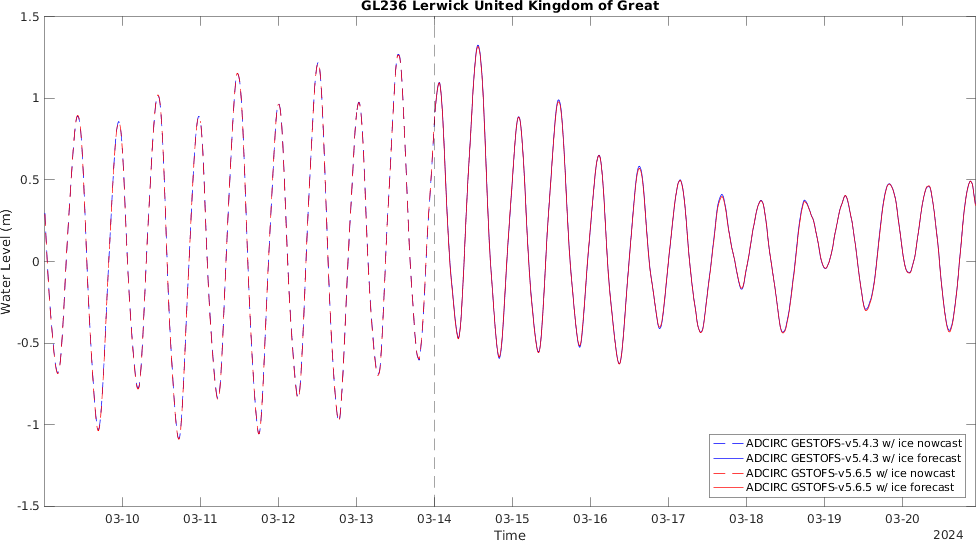 GL236 Lerwick United Kingdom of Great
1.5
1
0.5
0
-0.5
-1
-1.5
Water Level (m)
03-10 03-11 03-12 03-13 03-14 03-15 03-16 03-17 03-18 03-19 03-20
Time
2024
ADCIRC GESTOFS-v5.4.3 w/ ice nowcast
ADCIRC GESTOFS-v5.4.3 w/ ice forecast
ADCIRC GSTOFS-v5.6.5 w/ ice nowcast
ADCIRC GSTOFS-v5.6.5 w/ ice forecast